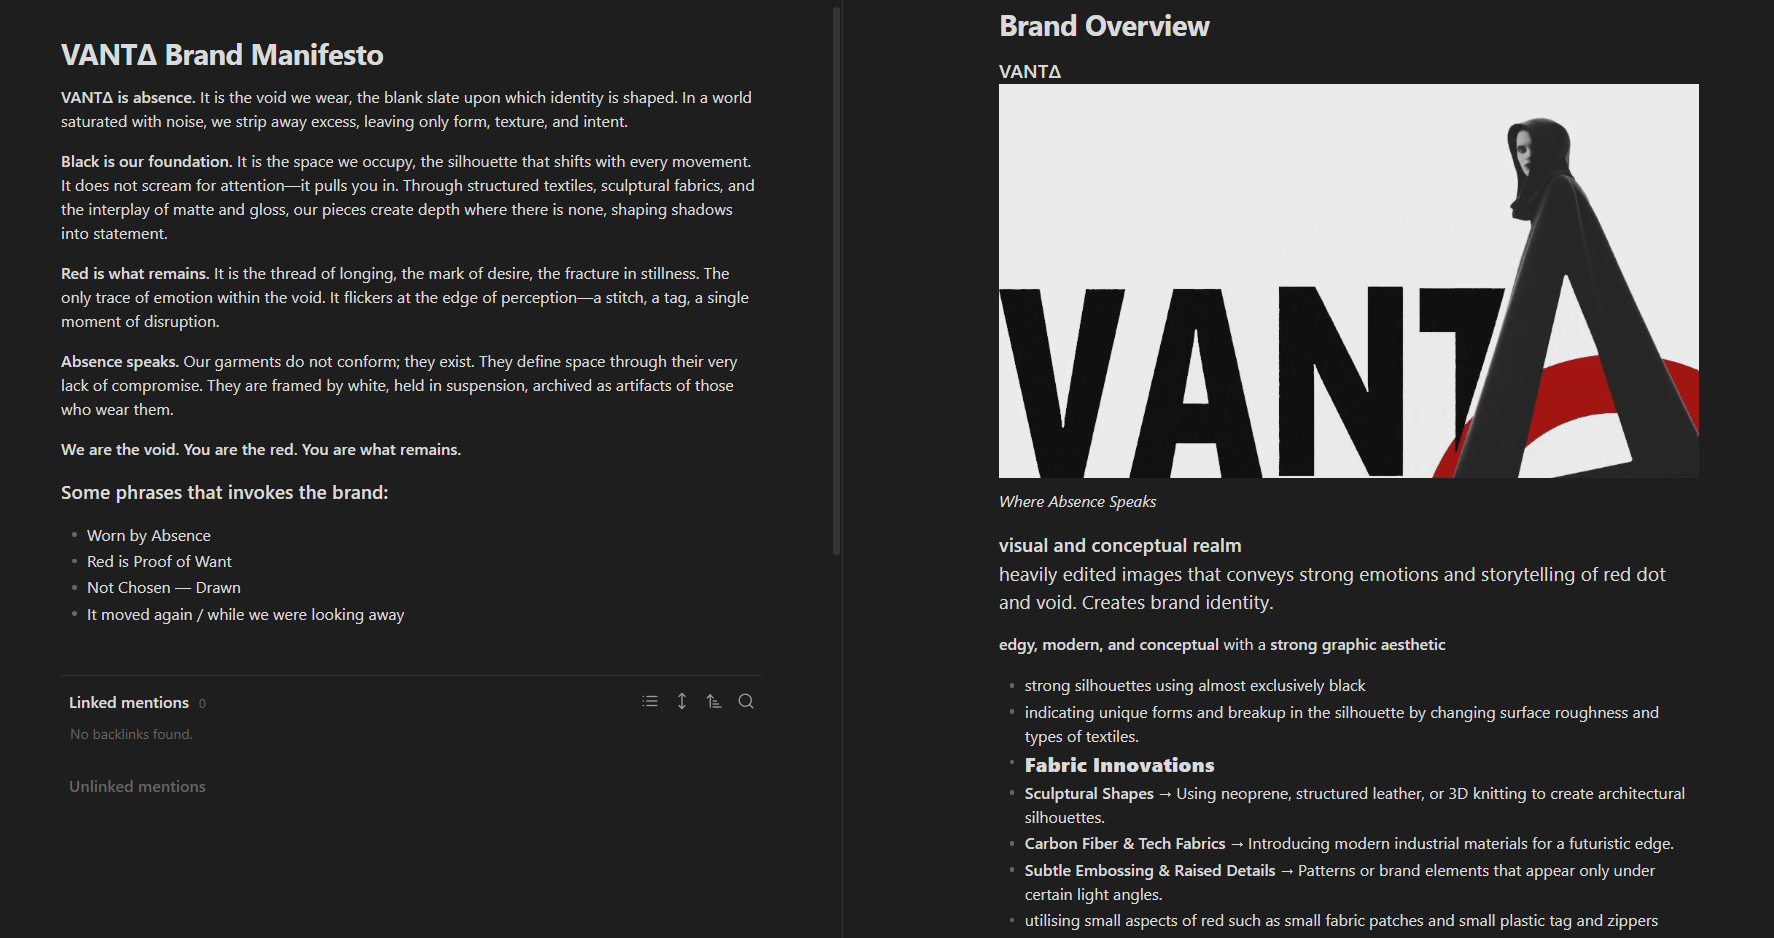 VANTΔ Brand Manifesto
VANTΔ is absence. It is the void we wear, the blank slate upon which identity is shaped. In a world
saturated with noise, we strip away excess, leaving only form, texture, and intent.
Black is our foundation. It is the space we occupy, the silhouette that shifts with every movement.
It does not scream for attention—it pulls you in. Through structured textiles, sculptural fabrics, and
the interplay of matte and gloss, our pieces create depth where there is none, shaping shadows
into statement.
Red is what remains. It is the thread of longing, the mark of desire, the fracture in stillness. The
only trace of emotion within the void. It flickers at the edge of perception—a stitch, a tag, a single
moment of disruption.
Absence speaks. Our garments do not conform; they exist. They define space through their very
lack of compromise. They are framed by white, held in suspension, archived as artifacts of those
who wear them.
We are the void. You are the red. You are what remains.
Some phrases that invokes the brand:
• Worn by Absence
• Red is Proof of Want
• Not Chosen — Drawn
• It moved again / while we were looking away
Linked mentions 0
No backlinks found.
Unlinked mentions
Brand Overview
VANTΔ
VANTA
Where Absence Speaks
visual and conceptual realm
heavily edited images that conveys strong emotions and storytelling of red dot
and void. Creates brand identity.
edgy, modern, and conceptual with a strong graphic aesthetic
• strong silhouettes using almost exclusively black
• indicating unique forms and breakup in the silhouette by changing surface roughness and
types of textiles.
• Fabric Innovations
• Sculptural Shapes → Using neoprene, structured leather, or 3D knitting to create architectural
silhouettes.
• Carbon Fiber & Tech Fabrics → Introducing modern industrial materials for a futuristic edge.
• Subtle Embossing & Raised Details → Patterns or brand elements that appear only under
certain light angles.
• utilising small aspects of red such as small fabric patches and small plastic tag and zippers